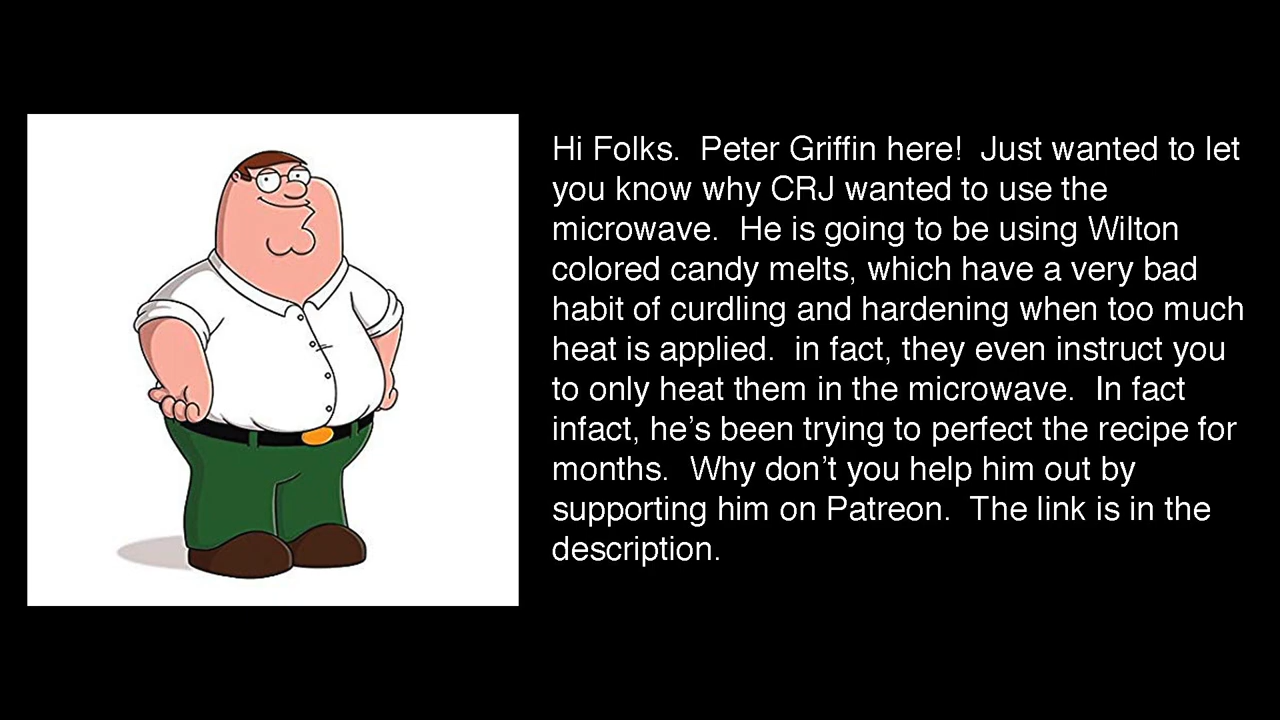 Hi Folks.  Peter Griffin here!  Just wanted to let
you know why CRJ wanted to use the
microwave.  He is going to be using Wilton
colored candy melts, which have a very bad
habit of curdling and hardening when too much
heat is applied.  in fact, they even instruct you
to only heat them in the microwave.  In fact
infact, he’s been trying to perfect the recipe for
months.  Why don’t you help him out by
supporting him on Patreon.  The link is in the
description.